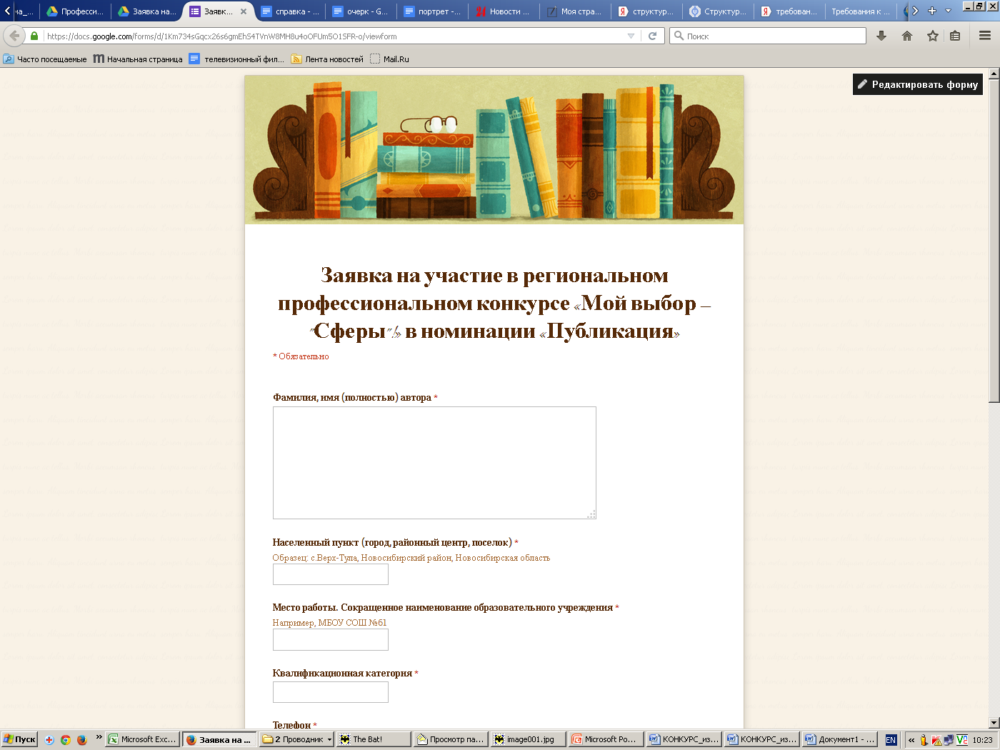 ма_...
Професси...
Заявка на...
Заявк...
справка - ...
очерк - G...
портрет -...
Новости ...
Моя стра...
структур...
Структур...
требован...
Требования к ...
https://docs.google.com/forms/d/1Km734sGqcx26s6gmEhS4TVnW8MH8u4oOFUm5O1SFR-o/viewform
Поиск
Часто посещаемые
Начальная страница
телевизионный фил...
Лента новостей
Mail.Ru
Редактировать форму
Заявка на участие в региональном
профессиональном конкурсе «Мой выбор –
"Сферы"!» в номинации «Публикация»
* Обязательно
Фамилия, имя (полностью) автора *
Населенный пункт (город, районный центр, поселок) *
Образец: с.Верх-Тула, Новосибирский район, Новосибирская область
Место работы. Сокращенное наименование образовательного учреждения *
Например, МБОУ СОШ №61
Квалификационная категория *
Телефон *
Пуск
»
Microsoft Exc...
Заявка на ...
2 Проводник
The Bat!
Просмотр па...
image001.jpg
Microsoft Po...
КОНКУРС_из...
КОНКУРС_из...
Документ1 - ...
EN
«
10:23